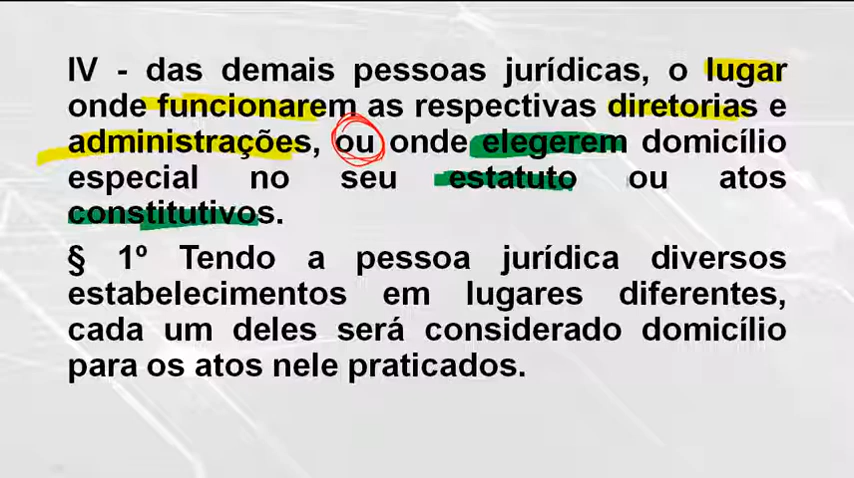 IV - das demais pessoas jurídicas, o lugar
onde funcionarem as respectivas diretorias e
administrações, ou onde elegerem domicílio
especial no seu estatuto ou atos
constitutivos.
§ 1º Tendo a pessoa jurídica diversos
estabelecimentos em lugares diferentes,
cada um deles será considerado domicílio
para os atos nele praticados.